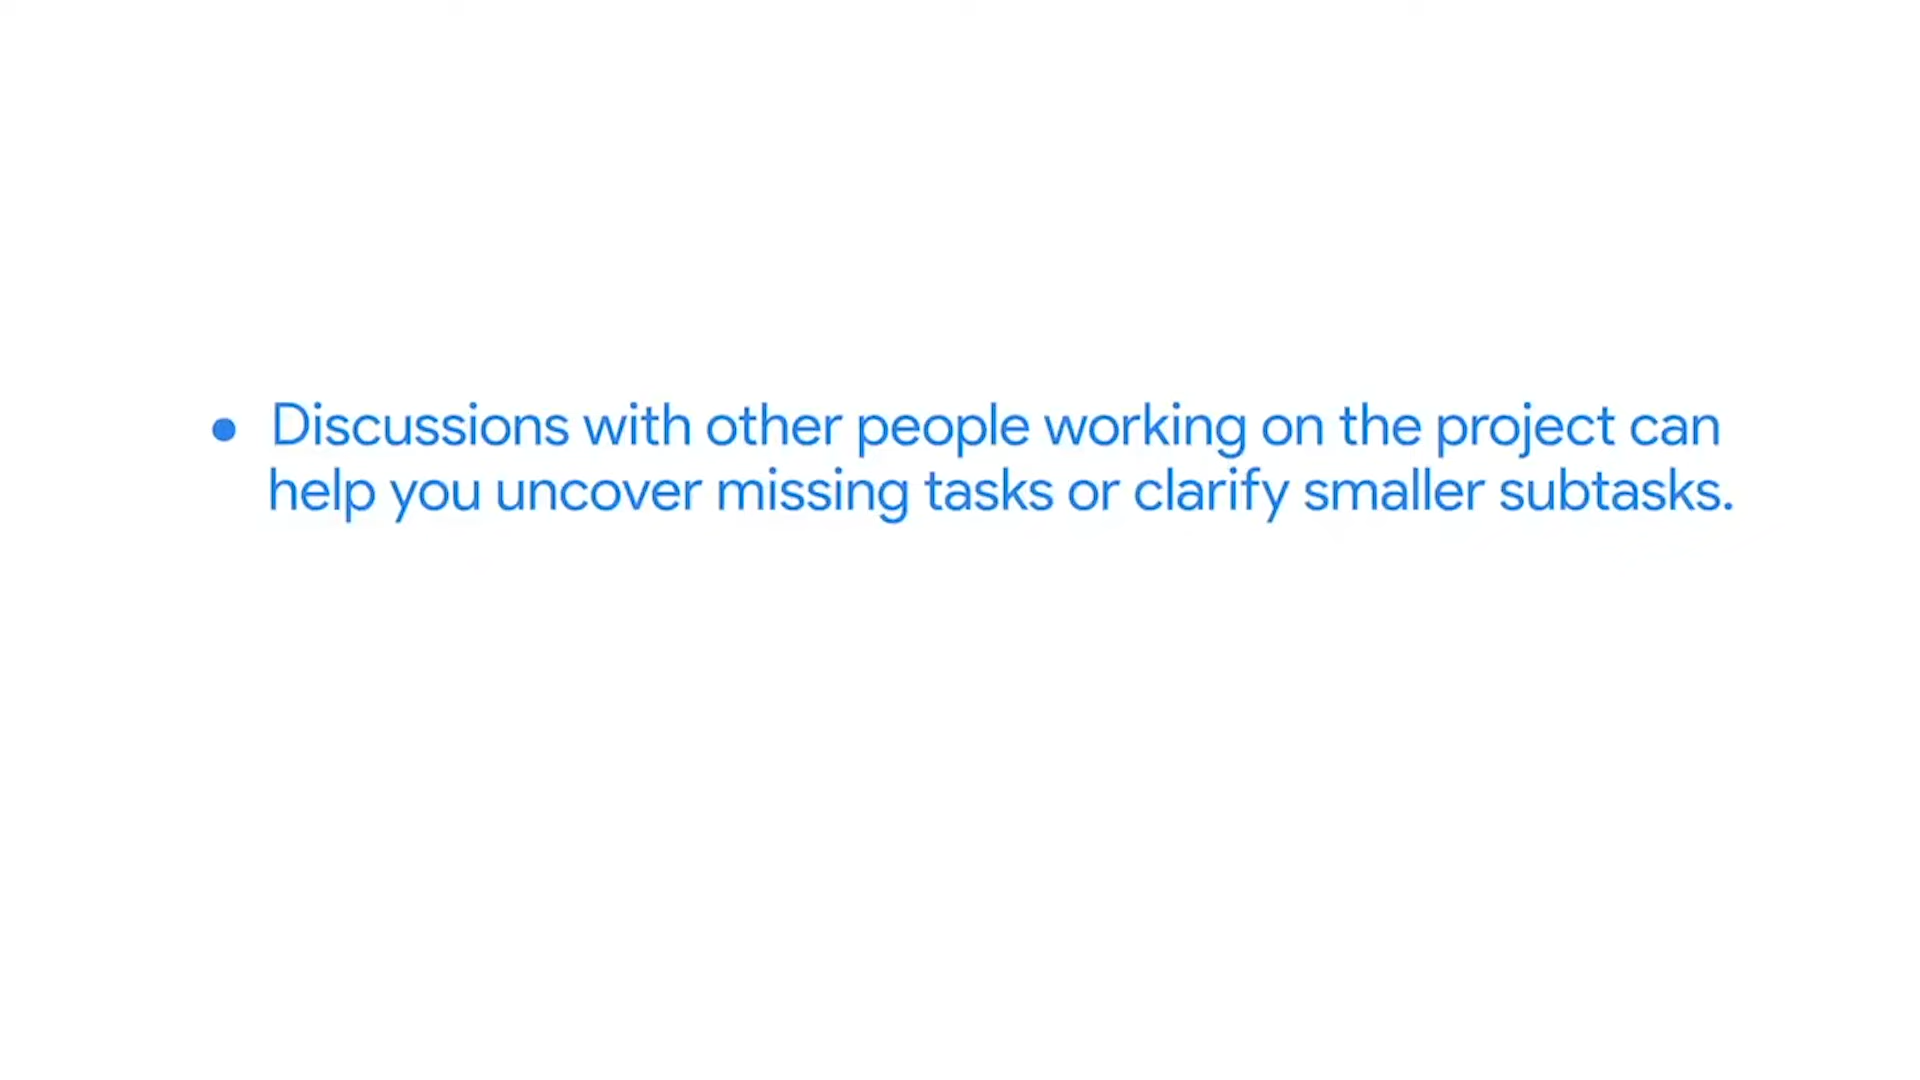 • Discussions with other people working on the project can
help you uncover missing tasks or clarify smaller subtasks.